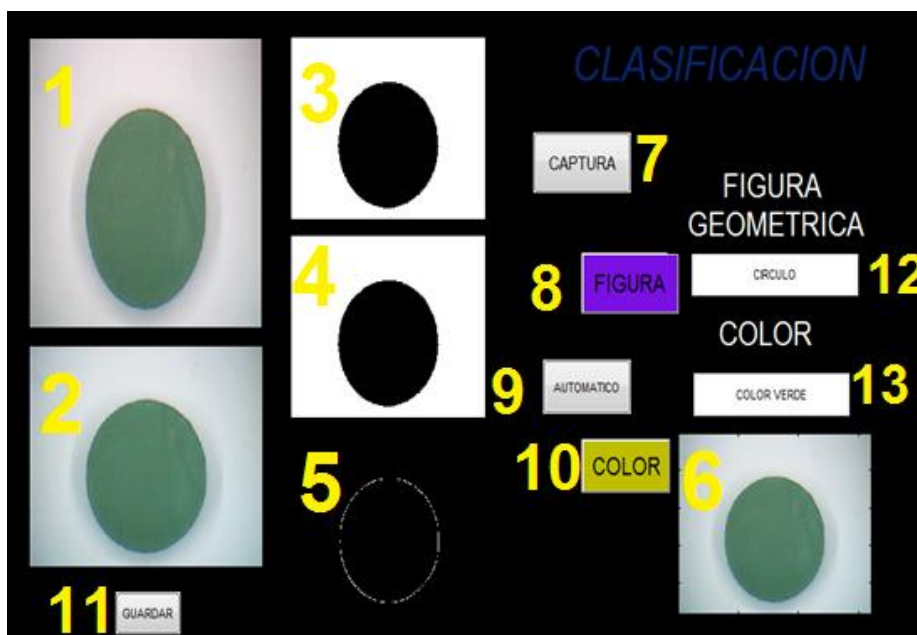 CLASIFICACION
1
3
CAPTURA
7
FIGURA
GEOMETRICA
4
8
FIGURA
CIRCULO
12
COLOR
2
9
AUTOMATICO
COLOR VERDE
13
5
10
COLOR
6
11
GUARDAR